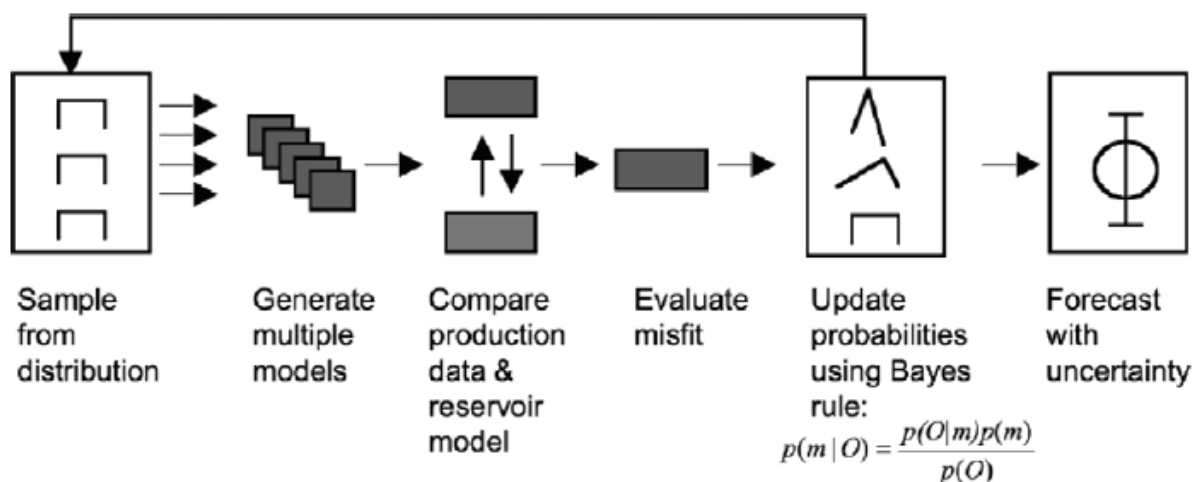 Sample
from
distribution
Generate
multiple
models
Compare
production
data &
reservoir
model
Evaluate
misfit
Update
probabilities
using Bayes
rule:
p(m | O) = p(O|m)p(m) / p(O)
Forecast
with
uncertainty